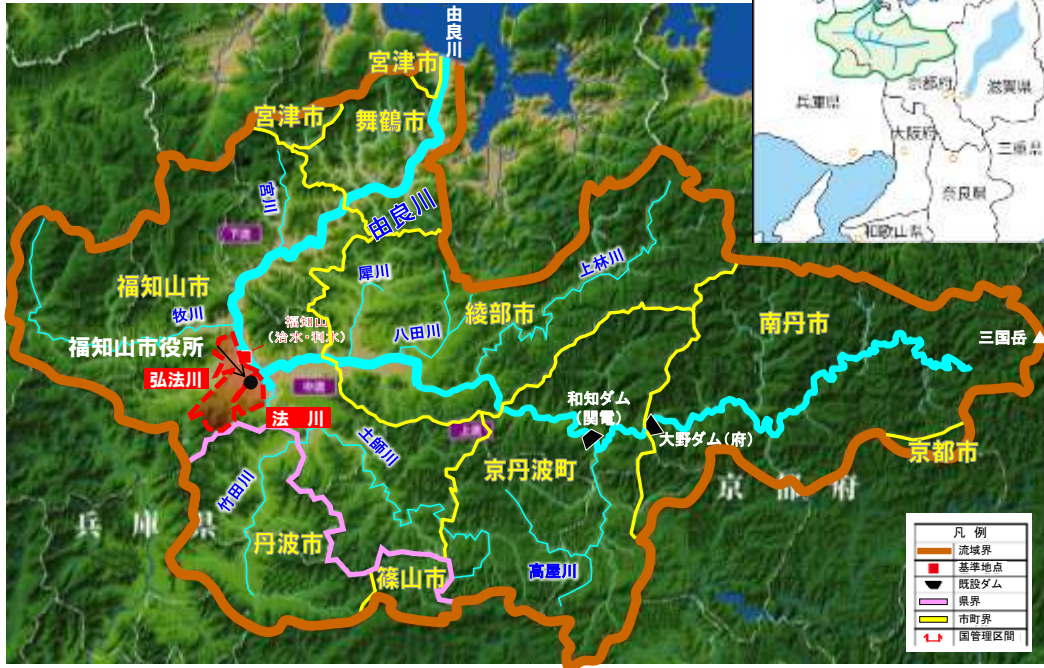 由良川
宮津市
宮津市
舞鶴市
宮川
由良川
下流
犀川
上林川
福知山市
牧川
福知山
(治水・利水)
八田川
綾部市
南丹市
三国岳
福知山市役所
弘法川
中流
法 川
和知ダム
(関電)
大野ダム(府)
上流
土師川
京丹波町
京都市
竹田川
京 都 府
兵 庫 県
丹波市
篠山市
高屋川
兵庫県
京都府
滋賀県
大阪府
三重県
奈良県
和歌山県
凡 例
流域界
基準地点
既設ダム
県界
市町界
国管理区間